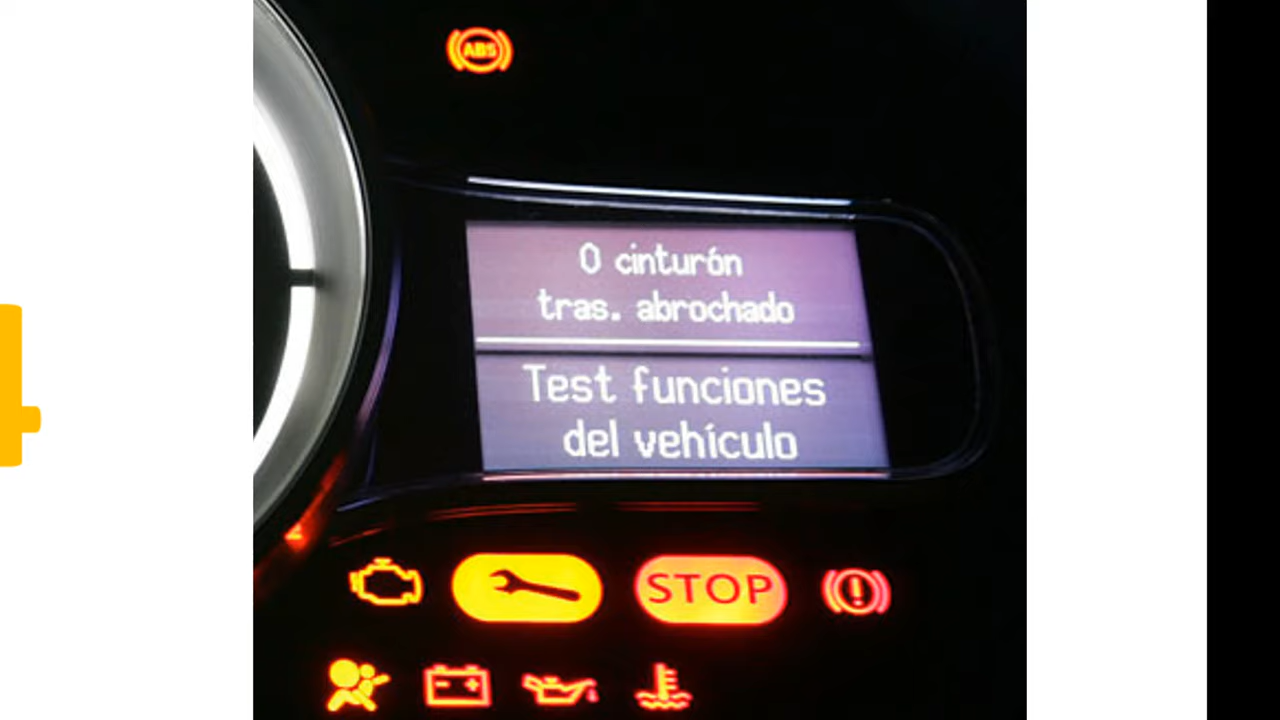 ABS
0 cinturón
tras. abrochado
Test funciones
del vehículo
STOP